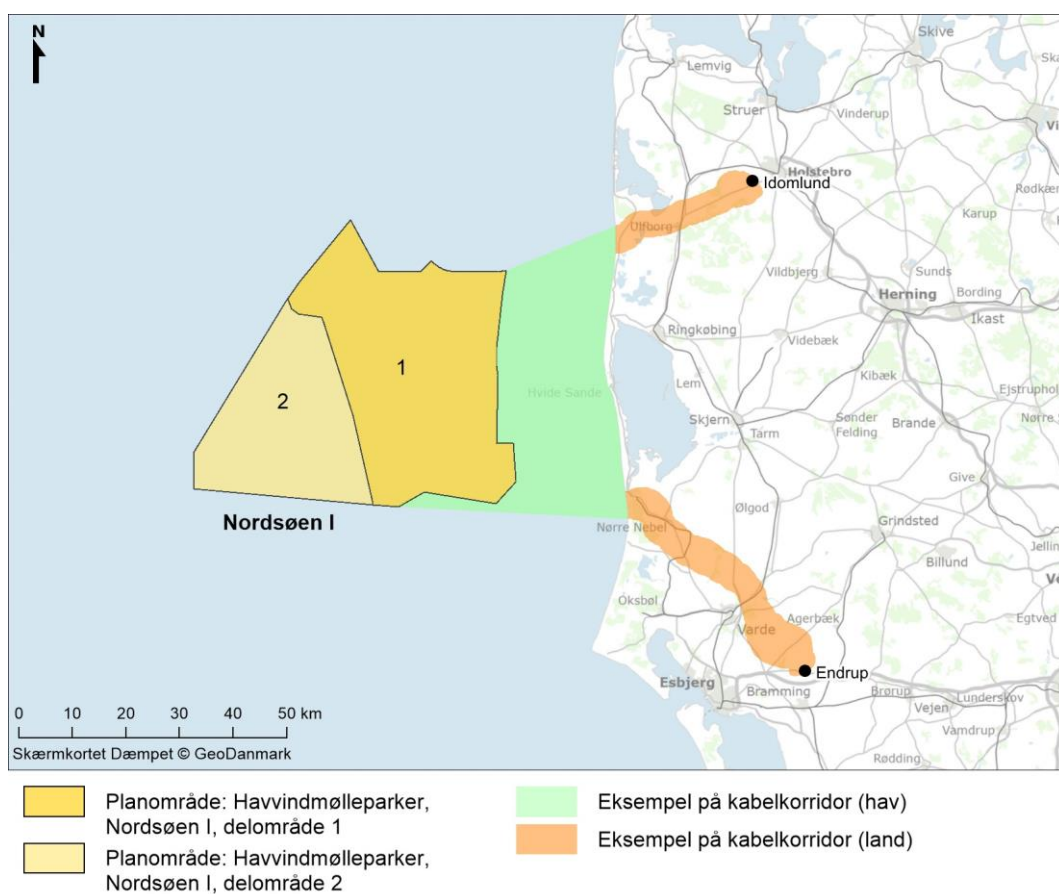 N
Skive
Lemvig
Struer
Vinderup
Holstebro
Idomlund
Ulfborg
Karup
Vildbjerg
Sunds
Herning
Bording
Ikast
Ringkøbing
Videbæk
1
Kibæk
Ejstruphol
Hvide Sande
Lem
2
Skjern
Sønder
Felding
Brande
Nørre
Tarm
Give
Ølgod
Nordsøen I
Nørre Nebel
Grindsted
Billund
Jelling
Oksbøl
Agerbæk
Varde
Egtved
Endrup
Esbjerg
Bramming
Brørup
Lunderskov
Vejen
Vamdrup
0 10 20 30 40 50 km
Rødding
Skærmkortet Dæmpet © GeoDanmark
Planområde: Havvindmølleparker,
Nordsøen I, delområde 1
Planområde: Havvindmølleparker,
Nordsøen I, delområde 2
Eksempel på kabelkorridor (hav)
Eksempel på kabelkorridor (land)